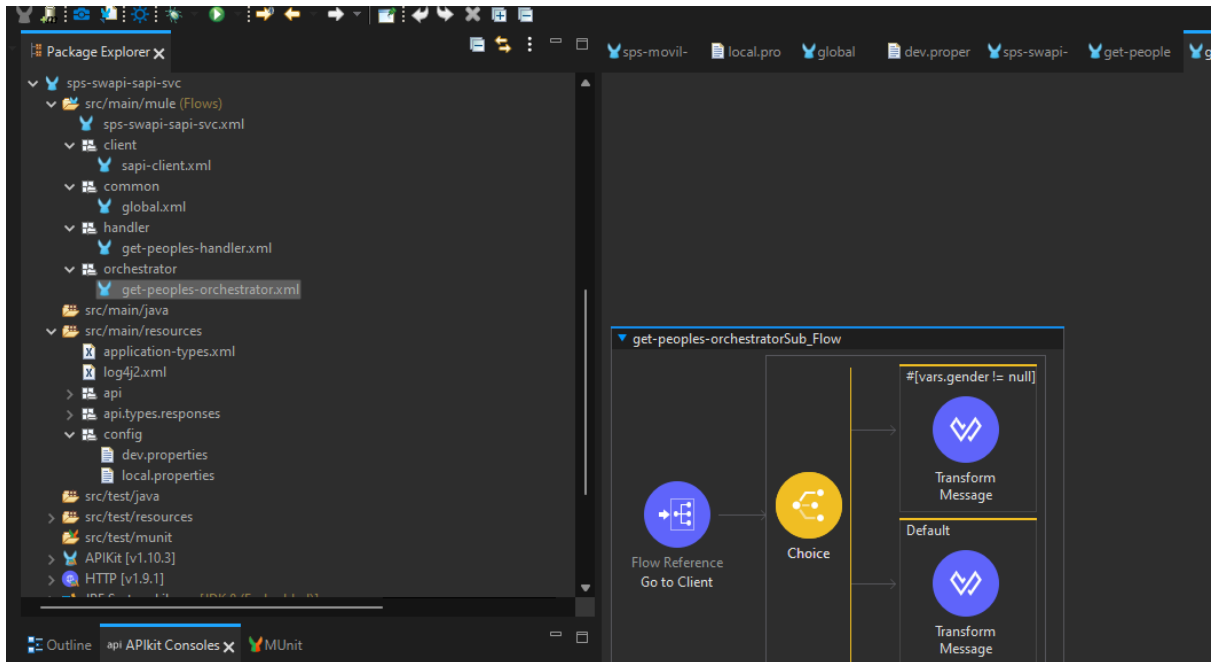 Package Explorer
sps-movil-
local.pro
global
dev.proper
sps-swapi-
get-people
sps-swapi-sapi-svc
src/main/mule (Flows)
sps-swapi-sapi-svc.xml
client
sapi-client.xml
common
global.xml
handler
get-peoples-handler.xml
orchestrator
get-peoples-orchestrator.xml
src/main/java
src/main/resources
application-types.xml
log4j2.xml
api
api.types.responses
config
dev.properties
local.properties
src/test/java
src/test/resources
src/test/munit
APIKit [v1.10.3]
HTTP [v1.9.1]
Outline
api APIkit Consoles
MUnit
get-peoples-orchestratorSub_Flow
#[vars.gender != null]
Transform
Message
Flow Reference
Go to Client
Choice
Default
Transform
Message